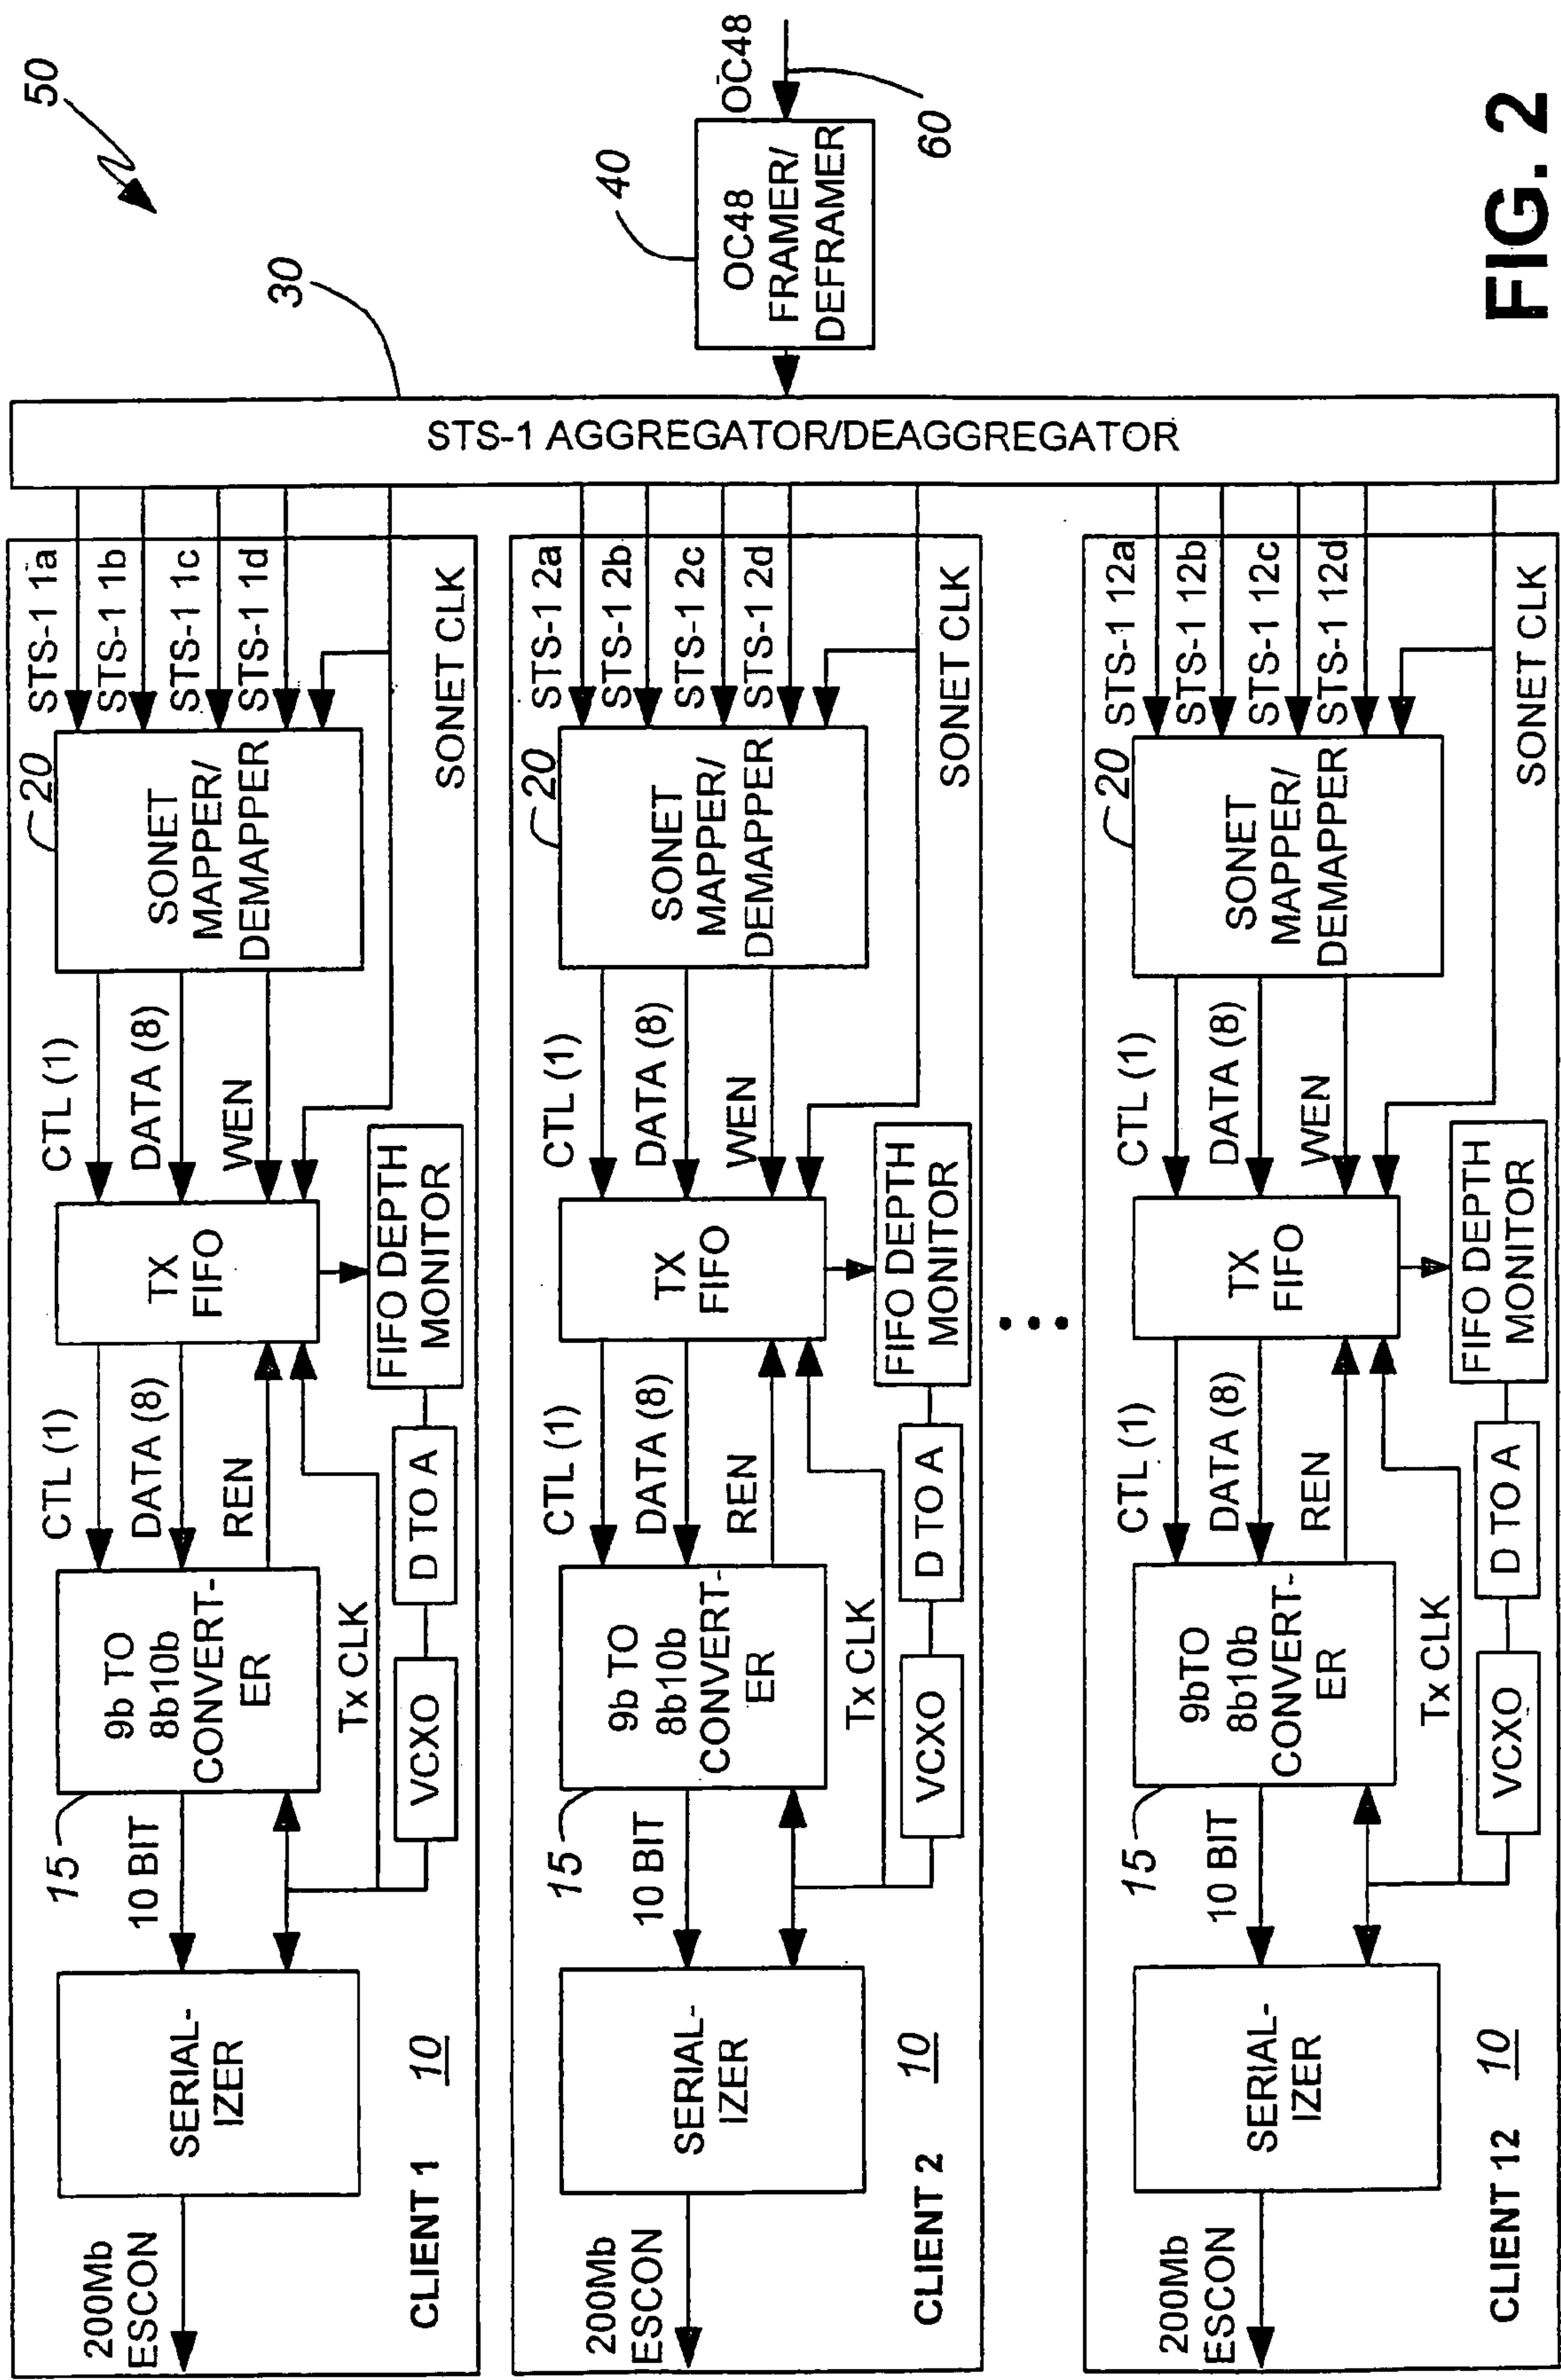 50
30
40
60
OC48
OC48
FRAMER/
DEFRAMER
STS-1 AGGREGATOR/DEAGGREGATOR
STS-1 1a
STS-1 1b
STS-1 1c
STS-1 1d
SONET CLK
20
SONET
MAPPER/
DEMAPPER
CTL (1)
DATA (8)
WEN
TX
FIFO
FIFO DEPTH
MONITOR
CTL (1)
DATA (8)
REN
D TO A
9b TO
8b10b
CONVERT-
ER
Tx CLK
VCXO
15
10 BIT
SERIAL-
IZER
200Mb
ESCON
CLIENT 1
10
STS-1 2a
STS-1 2b
STS-1 2c
STS-1 2d
SONET CLK
20
SONET
MAPPER/
DEMAPPER
CTL (1)
DATA (8)
WEN
TX
FIFO
FIFO DEPTH
MONITOR
CTL (1)
DATA (8)
REN
D TO A
9b TO
8b10b
CONVERT-
ER
Tx CLK
VCXO
15
10 BIT
SERIAL-
IZER
200Mb
ESCON
CLIENT 2
10
STS-1 12a
STS-1 12b
STS-1 12c
STS-1 12d
SONET CLK
20
SONET
MAPPER/
DEMAPPER
CTL (1)
DATA (8)
WEN
TX
FIFO
FIFO DEPTH
MONITOR
CTL (1)
DATA (8)
REN
D TO A
9bTO
8b10b
CONVERT-
ER
Tx CLK
VCXO
15
10 BIT
SERIAL-
IZER
200Mb
ESCON
CLIENT 12
10
FIG. 2